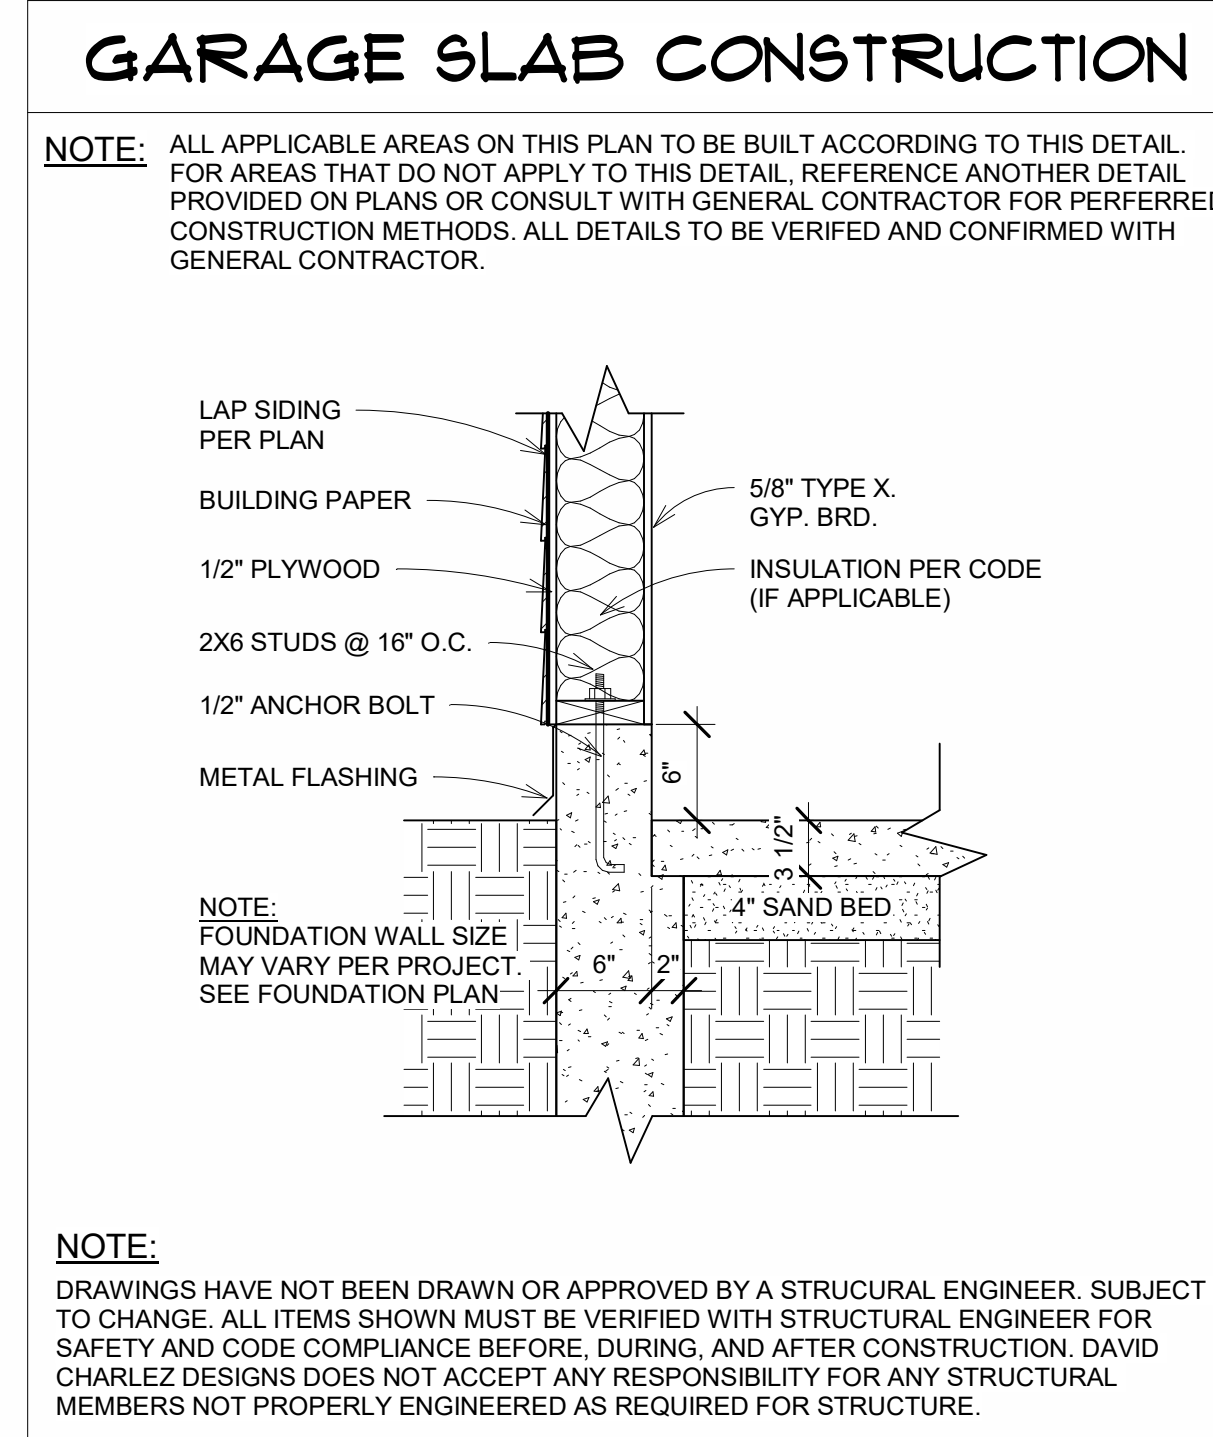 GARAGE SLAB CONSTRUCTION
NOTE: ALL APPLICABLE AREAS ON THIS PLAN TO BE BUILT ACCORDING TO THIS DETAIL.
FOR AREAS THAT DO NOT APPLY TO THIS DETAIL, REFERENCE ANOTHER DETAIL
PROVIDED ON PLANS OR CONSULT WITH GENERAL CONTRACTOR FOR PERFERRED
CONSTRUCTION METHODS. ALL DETAILS TO BE VERIFED AND CONFIRMED WITH
GENERAL CONTRACTOR.
LAP SIDING
PER PLAN
BUILDING PAPER
1/2" PLYWOOD
2X6 STUDS @ 16" O.C.
1/2" ANCHOR BOLT
METAL FLASHING
5/8" TYPE X.
GYP. BRD.
INSULATION PER CODE
(IF APPLICABLE)
6"
3 1/2"
4" SAND BED
NOTE:
FOUNDATION WALL SIZE
MAY VARY PER PROJECT.
SEE FOUNDATION PLAN
6"
2"
NOTE:
DRAWINGS HAVE NOT BEEN DRAWN OR APPROVED BY A STRUCURAL ENGINEER. SUBJECT
TO CHANGE. ALL ITEMS SHOWN MUST BE VERIFIED WITH STRUCTURAL ENGINEER FOR
SAFETY AND CODE COMPLIANCE BEFORE, DURING, AND AFTER CONSTRUCTION. DAVID
CHARLEZ DESIGNS DOES NOT ACCEPT ANY RESPONSIBILITY FOR ANY STRUCTURAL
MEMBERS NOT PROPERLY ENGINEERED AS REQUIRED FOR STRUCTURE.